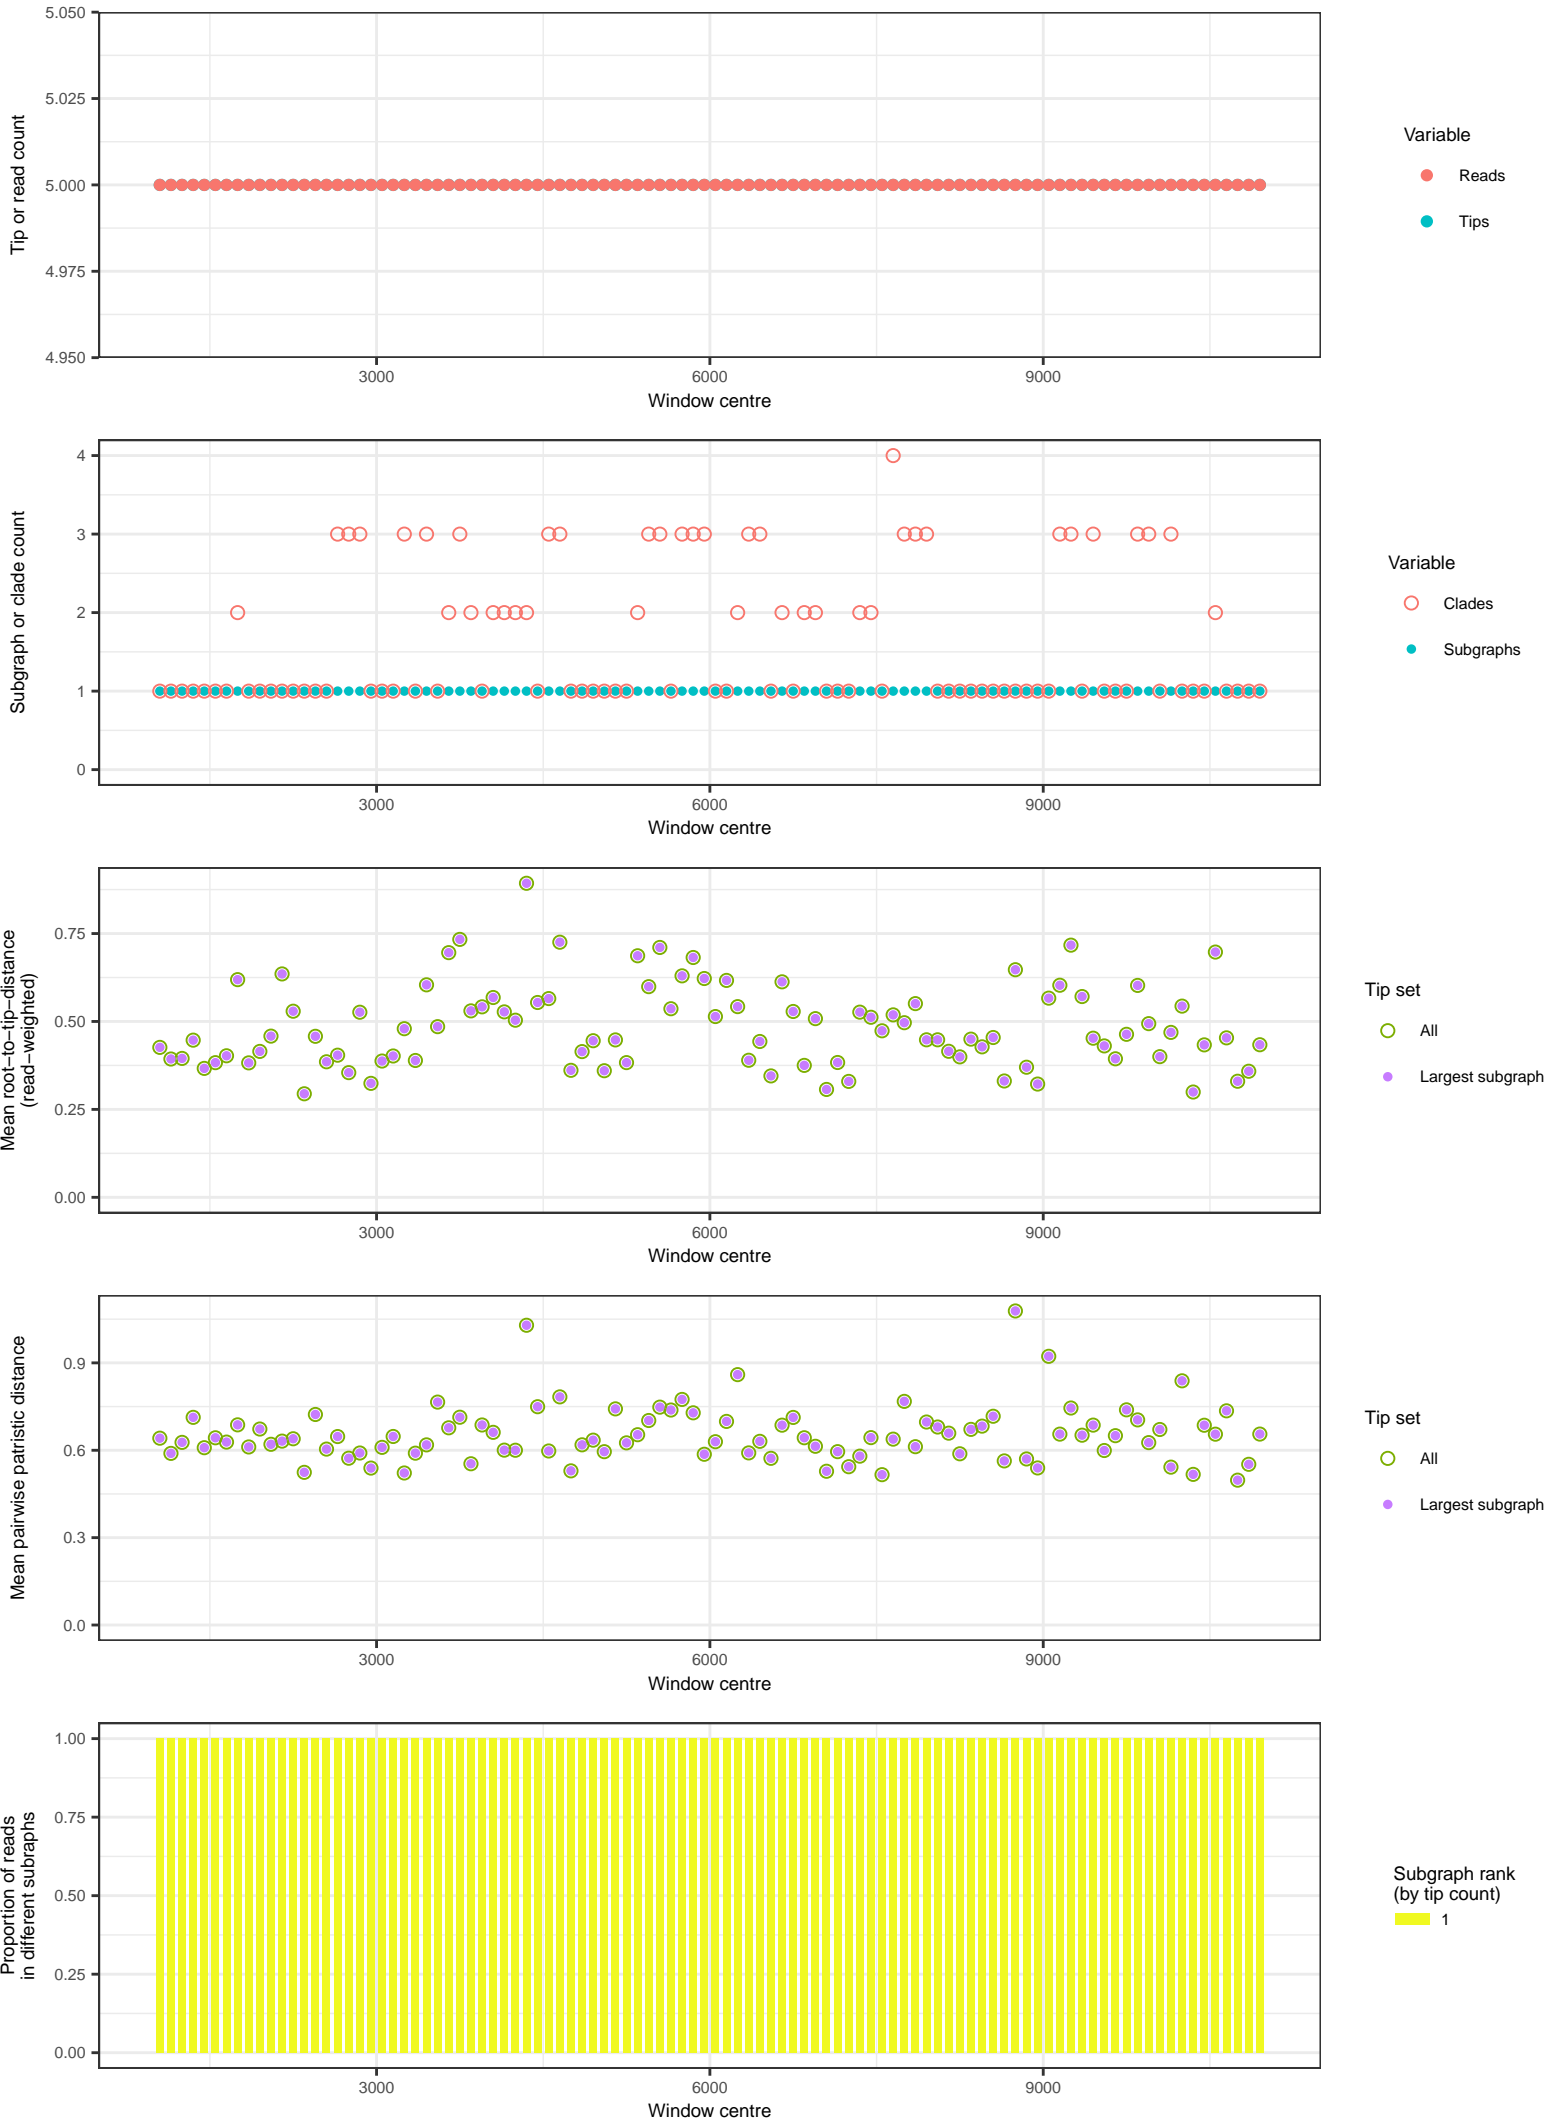 5.050
5.025
5.000
4.975
4.950
Tip or read count
3000 6000 9000
Window centre
Variable
Reads
Tips
4
3
2
1
0
Subgraph or clade count
3000 6000 9000
Window centre
Variable
Clades
Subgraphs
0.75
0.50
0.25
0.00
Mean root−to−tip−distance
(read−weighted)
3000 6000 9000
Window centre
Tip set
All
Largest subgraph
0.9
0.6
0.3
0.0
Mean pairwise patristic distance
3000 6000 9000
Window centre
Tip set
All
Largest subgraph
1.00
0.75
0.50
0.25
0.00
Proportion of reads
in different subraphs
3000 6000 9000
Window centre
Subgraph rank
(by tip count)
1